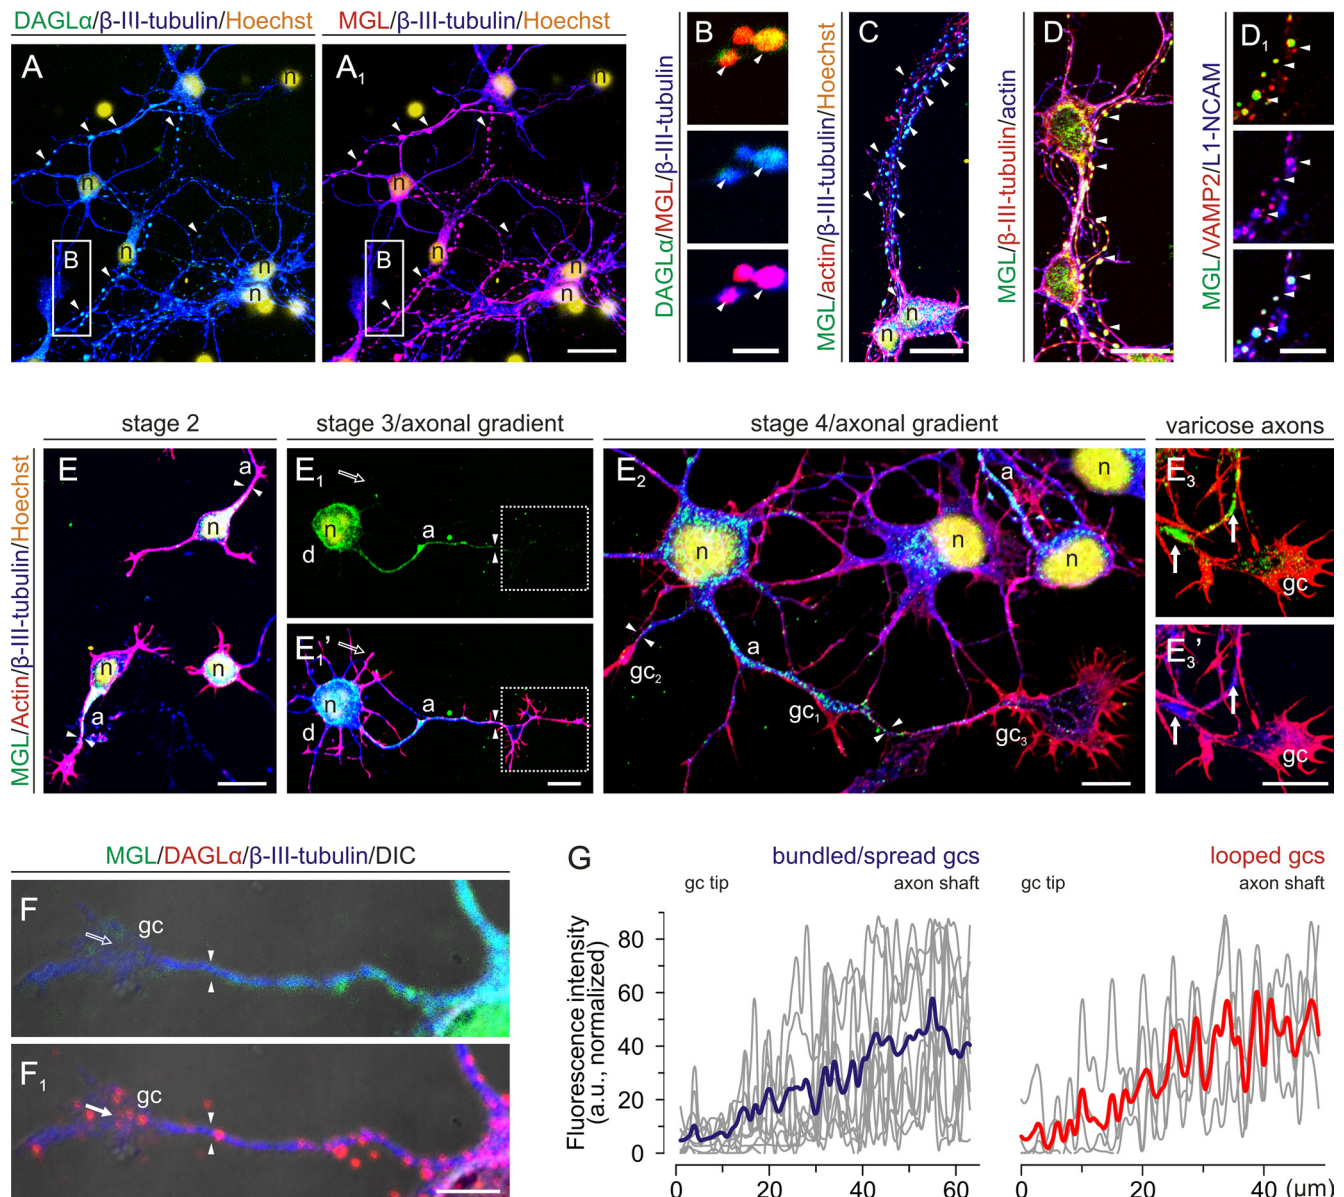 DAGLα/β-III-tubulin/Hoechst
MGL/β-III-tubulin/Hoechst
A
n
n
n
n
n
B
A1
n
n
n
n
n
n
B
DAGLα/MGL/β-III-tubulin
B
MGL/actin/β-III-tubulin/Hoechst
C
n
n
MGL/β-III-tubulin/actin
D
MGL/VAMP2/L1-NCAM
D1
stage 2
stage 3/axonal gradient
stage 4/axonal gradient
varicose axons
MGL/Actin/β-III-tubulin/Hoechst
E
a
n
n
n
a
E1
n
a
d
E1'
n
a
d
E2
a
n
n
n
n
a
gc2
gc1
gc3
E3
gc
E3'
gc
MGL/DAGLα/β-III-tubulin/DIC
F
gc
F1
gc
G
bundled/spread gcs
looped gcs
gc tip
axon shaft
gc tip
axon shaft
Fluorescence intensity
(a.u., normalized)
80
60
40
20
0
0
20
40
60
0
20
40
(μm)